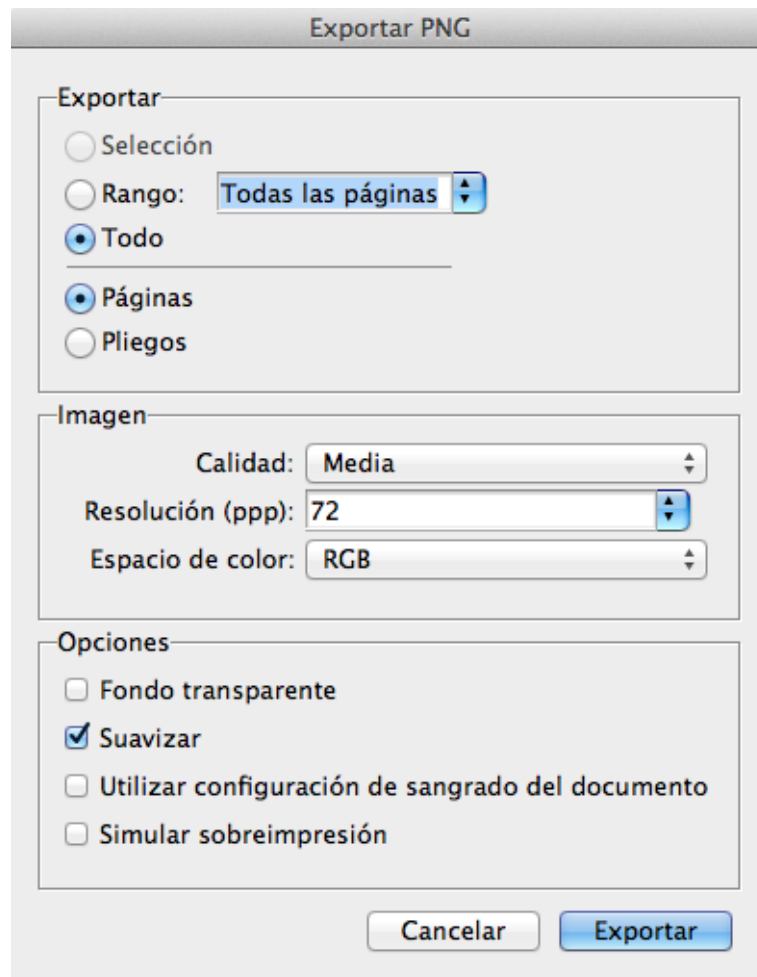 Exportar PNG
Exportar
Selección
Rango: Todas las páginas
Todo
Páginas
Pliegos
Imagen
Calidad: Media
Resolución (ppp): 72
Espacio de color: RGB
Opciones
Fondo transparente
Suavizar
Utilizar configuración de sangrado del documento
Simular sobreimpresión
Cancelar Exportar